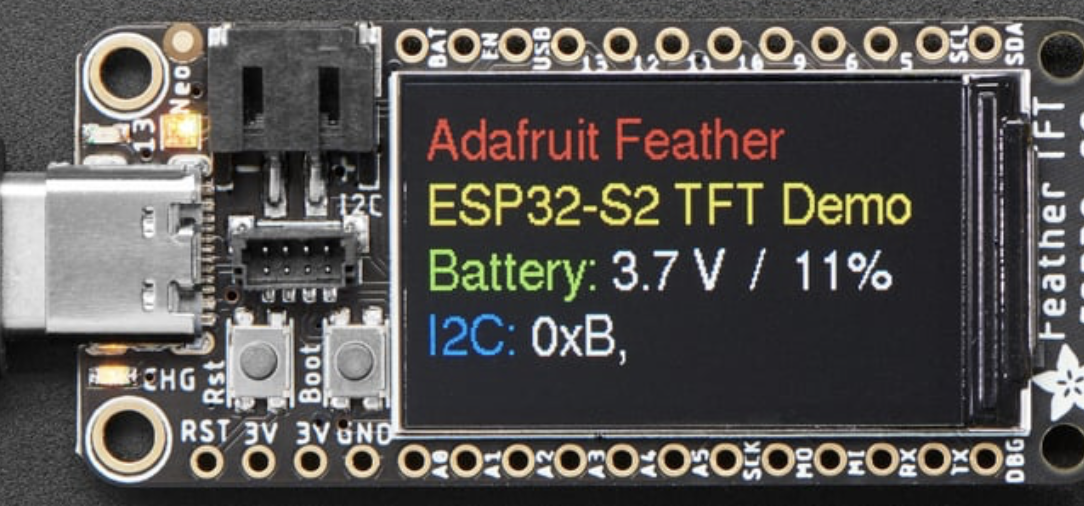 BAT EN USB 13 12 11 10 9 6 5 SCL SDA
Neo
13
I2C
Adafruit Feather
ESP32-S2 TFT Demo
Battery: 3.7 V / 11%
I2C: 0xB,
Feather TFT
CHG
Rst
Boot
RST 3V 3V GND
A0 A1 A2 A3 A4 A5 SCK MO MI RX TX DBG